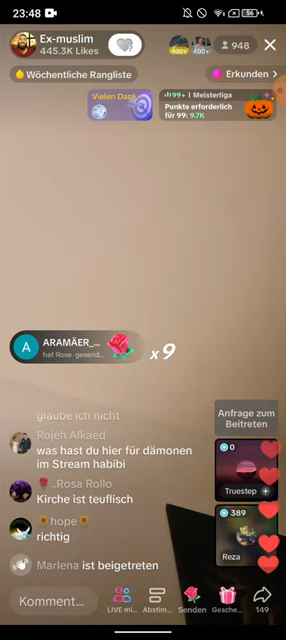 23:48
Ex-muslim
445.3K Likes
400+
400+
948
Wöchentliche Rangliste
Erkunden >
Vielen Dank
99+ | Meisterliga
Punkte erforderlich
für 99: 9.7K
A
ARAMÄER_...
hat Rose gesend...
x9
glaube ich nicht
Rojeh Alkaed
was hast du hier für dämonen
im Stream habibi
..Rosa Rollo
Kirche ist teuflisch
hope
richtig
Marlena ist beigetreten
Anfrage zum
Beitreten
0
Truestep +
389
Reza
Komment...
LIVE mi...
Abstim...
Senden
Gesche...
149